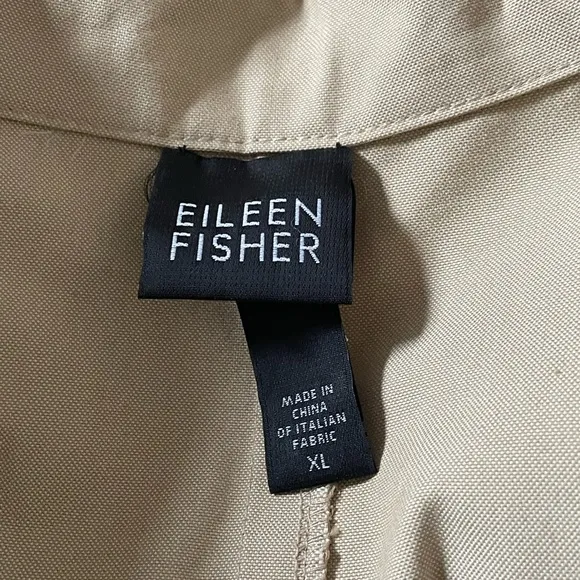 EILEEN
FISHER
MADE IN
CHINA
OF ITALIAN
FABRIC
XL